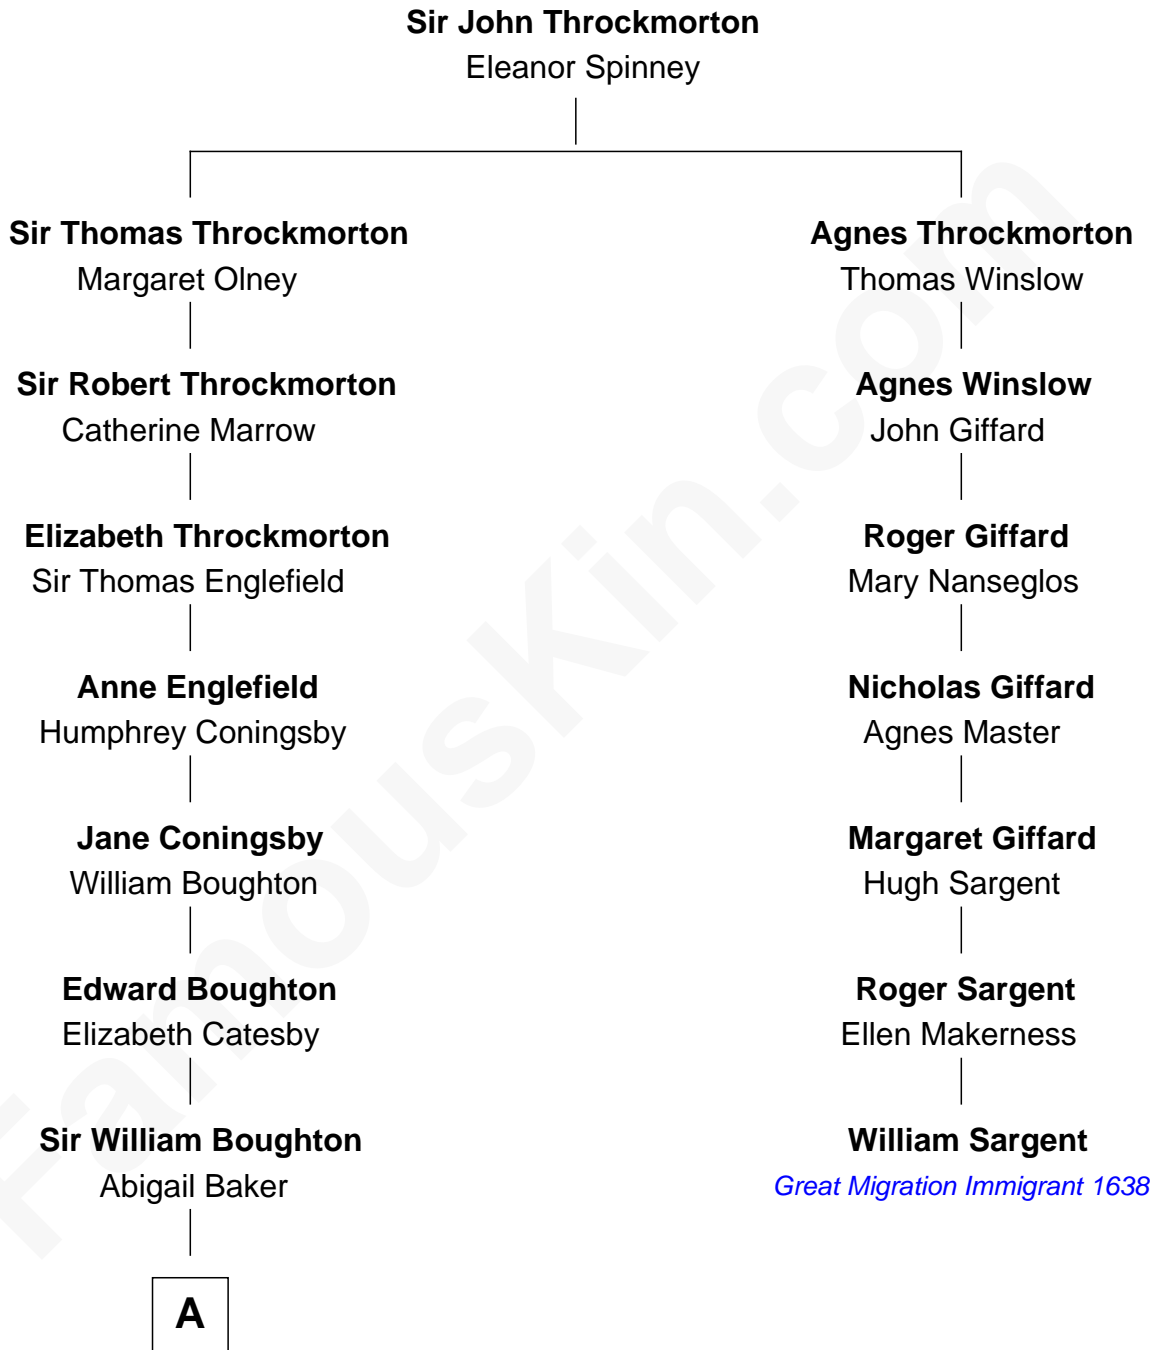 Sir John Throckmorton
Eleanor Spinney
Sir Thomas Throckmorton
Margaret Olney
Agnes Throckmorton
Thomas Winslow
Sir Robert Throckmorton
Catherine Marrow
Agnes Winslow
John Giffard
Elizabeth Throckmorton
Sir Thomas Englefield
Roger Giffard
Mary Nanseglos
Anne Englefield
Humphrey Coningsby
Nicholas Giffard
Agnes Master
Jane Coningsby
William Boughton
Margaret Giffard
Hugh Sargent
Edward Boughton
Elizabeth Catesby
Roger Sargent
Ellen Makerness
Sir William Boughton
Abigail Baker
William Sargent
Great Migration Immigrant 1638
A
FamousKin.com